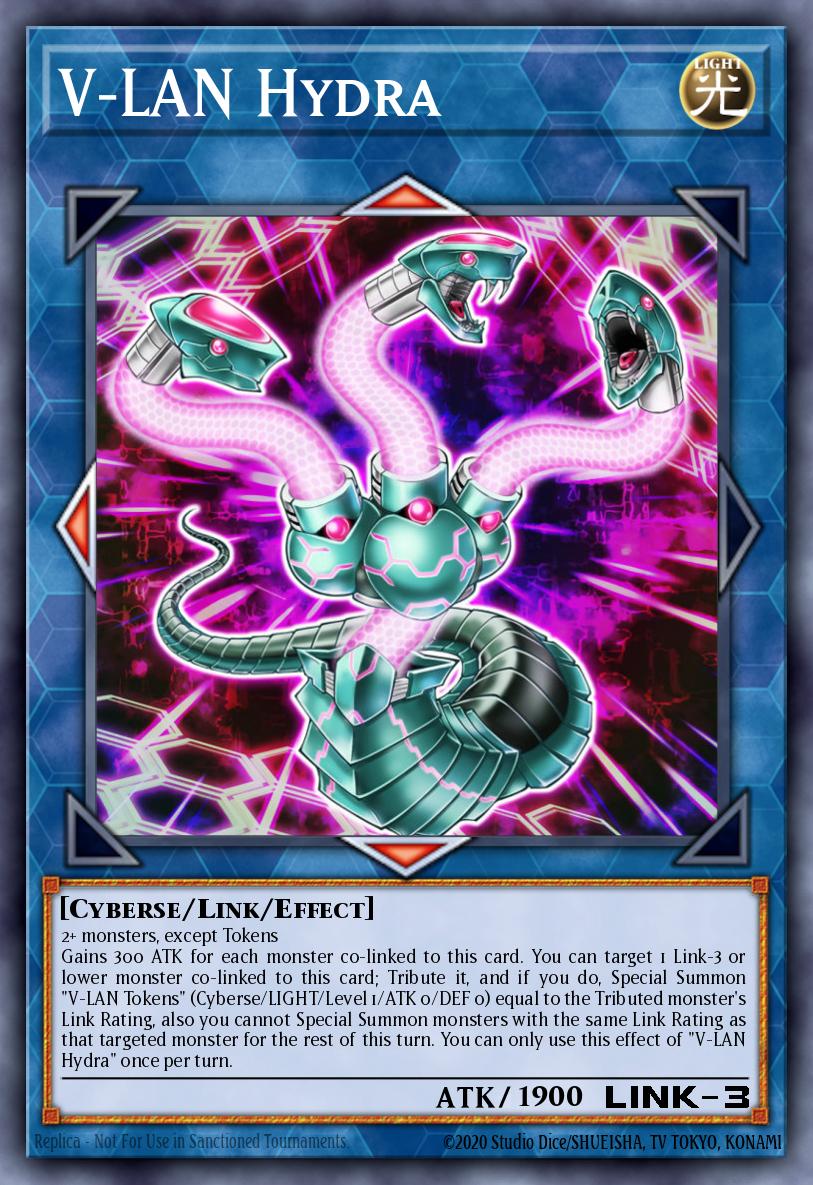 V-LAN Hydra
LIGHT
光
[Cyberse/Link/Effect]
2+ monsters, except Tokens
Gains 300 ATK for each monster co-linked to this card. You can target 1 Link-3 or
lower monster co-linked to this card; Tribute it, and if you do, Special Summon
"V-LAN Tokens" (Cyberse/LIGHT/Level 1/ATK 0/DEF 0) equal to the Tributed monster's
Link Rating, also you cannot Special Summon monsters with the same Link Rating as
that targeted monster for the rest of this turn. You can only use this effect of "V-LAN
Hydra" once per turn.
ATK/1900 LINK-3
Replica - Not For Use in Sanctioned Tournaments. ©2020 Studio Dice/SHUEISHA, TV TOKYO, KONAMI